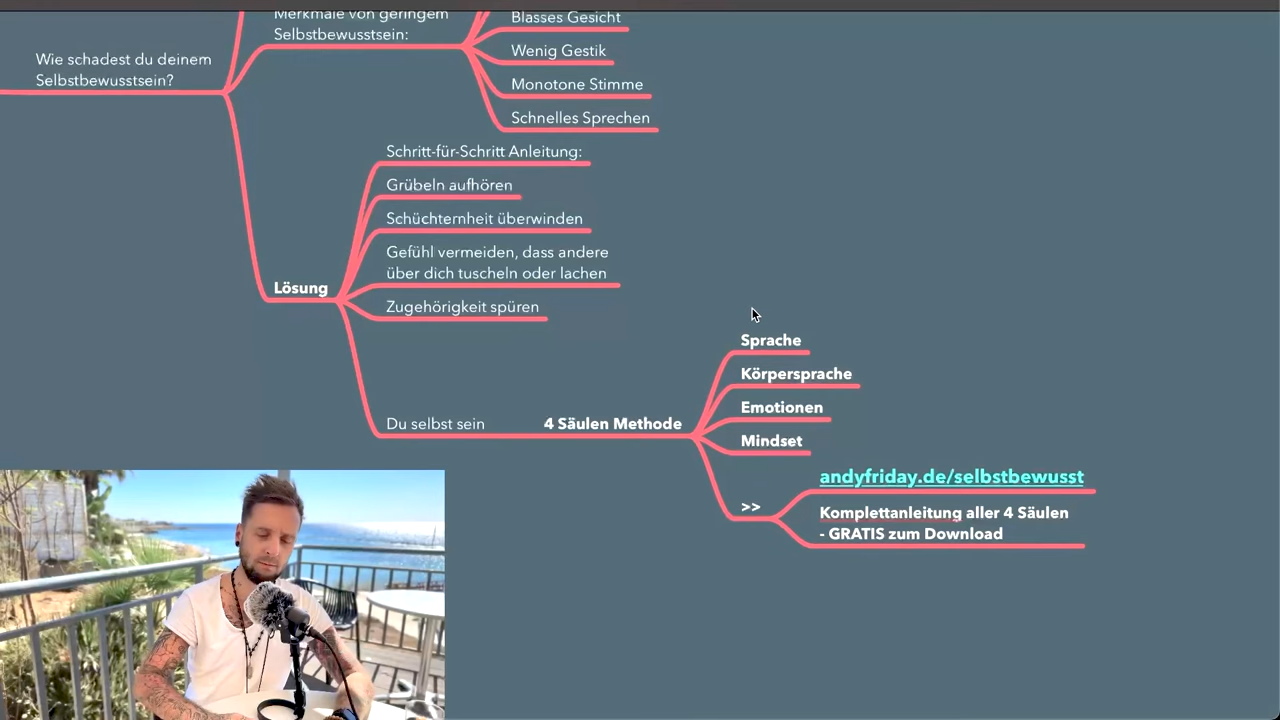 Merkmale von geringem
Selbstbewusstsein:
Blasses Gesicht
Wenig Gestik
Monotone Stimme
Schnelles Sprechen
Wie schadest du deinem
Selbstbewusstsein?
Schritt-für-Schritt Anleitung:
Grübeln aufhören
Schüchternheit überwinden
Gefühl vermeiden, dass andere
über dich tuscheln oder lachen
Zugehörigkeit spüren
Lösung
Du selbst sein
4 Säulen Methode
Sprache
Körpersprache
Emotionen
Mindset
>>
andyfriday.de/selbstbewusst
Komplettanleitung aller 4 Säulen
- GRATIS zum Download